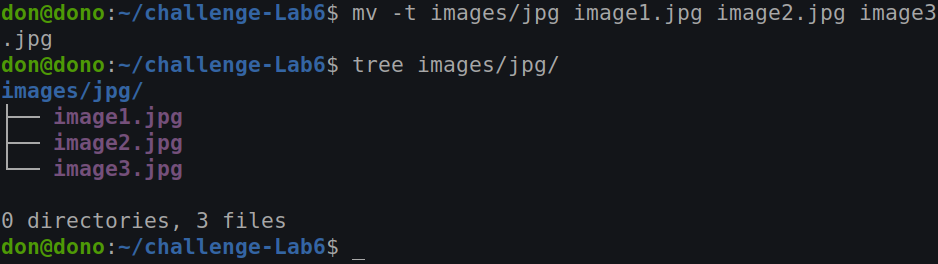 don@dono:~/challenge-Lab6$ mv -t images/jpg image1.jpg image2.jpg image3
.jpg
don@dono:~/challenge-Lab6$ tree images/jpg/
images/jpg/
├── image1.jpg
├── image2.jpg
└── image3.jpg
0 directories, 3 files
don@dono:~/challenge-Lab6$ _